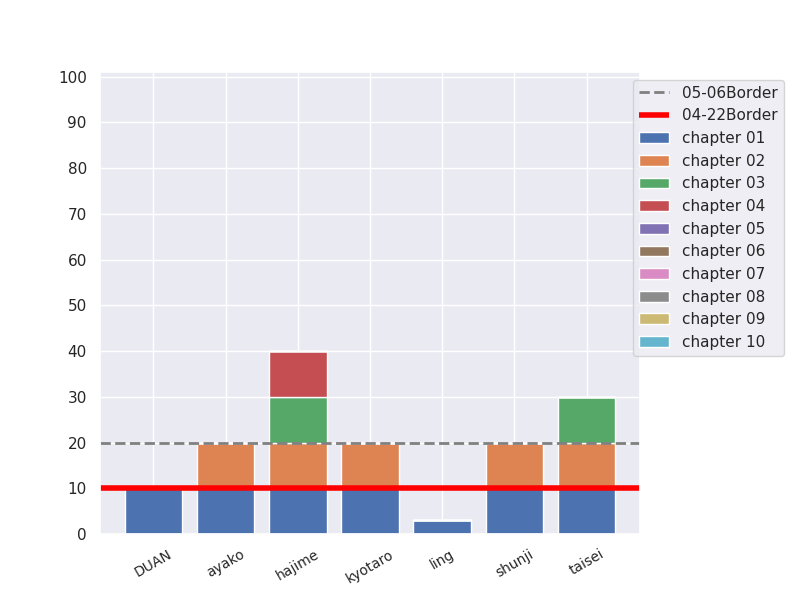 100
90
80
70
60
50
40
30
20
10
0
DUAN
ayako
hajime
kyotaro
ling
shunji
taisei
05-06Border
04-22Border
chapter 01
chapter 02
chapter 03
chapter 04
chapter 05
chapter 06
chapter 07
chapter 08
chapter 09
chapter 10